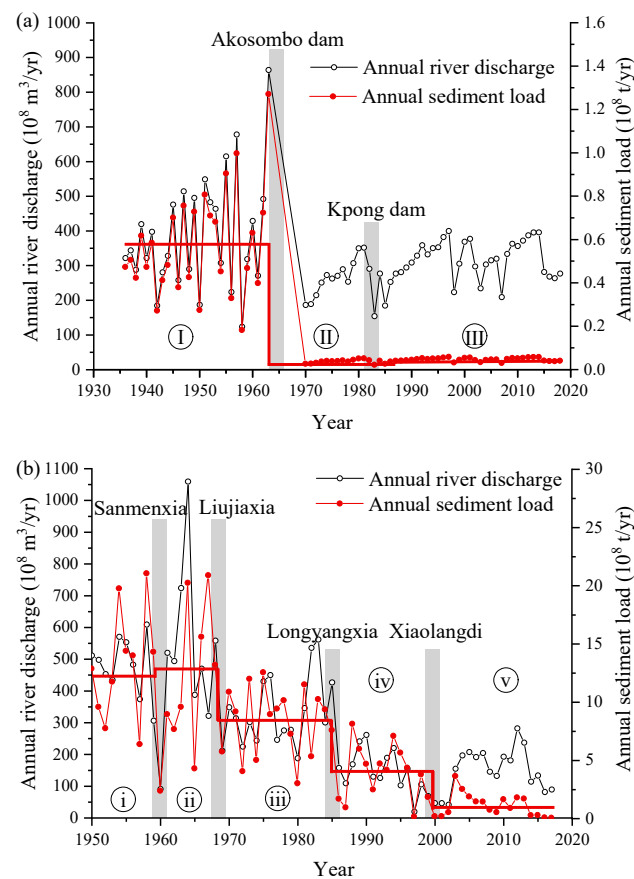 (a)
1000
900
800
700
600
500
400
300
200
100
0
Annual river discharge (10⁸ m³/yr)
1.6
1.4
1.2
1.0
0.8
0.6
0.4
0.2
0.0
Annual sediment load (10⁸ t/yr)
Akosombo dam
Annual river discharge
Annual sediment load
Kpong dam
I
II
III
1930 1940 1950 1960 1970 1980 1990 2000 2010 2020
Year
(b)
1100
1000
900
800
700
600
500
400
300
200
100
0
Annual river discharge (10⁸ m³/yr)
30
25
20
15
10
5
0
Annual sediment load (10⁸ t/yr)
Annual river discharge
Annual sediment load
Sanmenxia Liujiaxia
Longyangxia Xiaolangdi
i
ii
iii
iv
v
1950 1960 1970 1980 1990 2000 2010 2020
Year